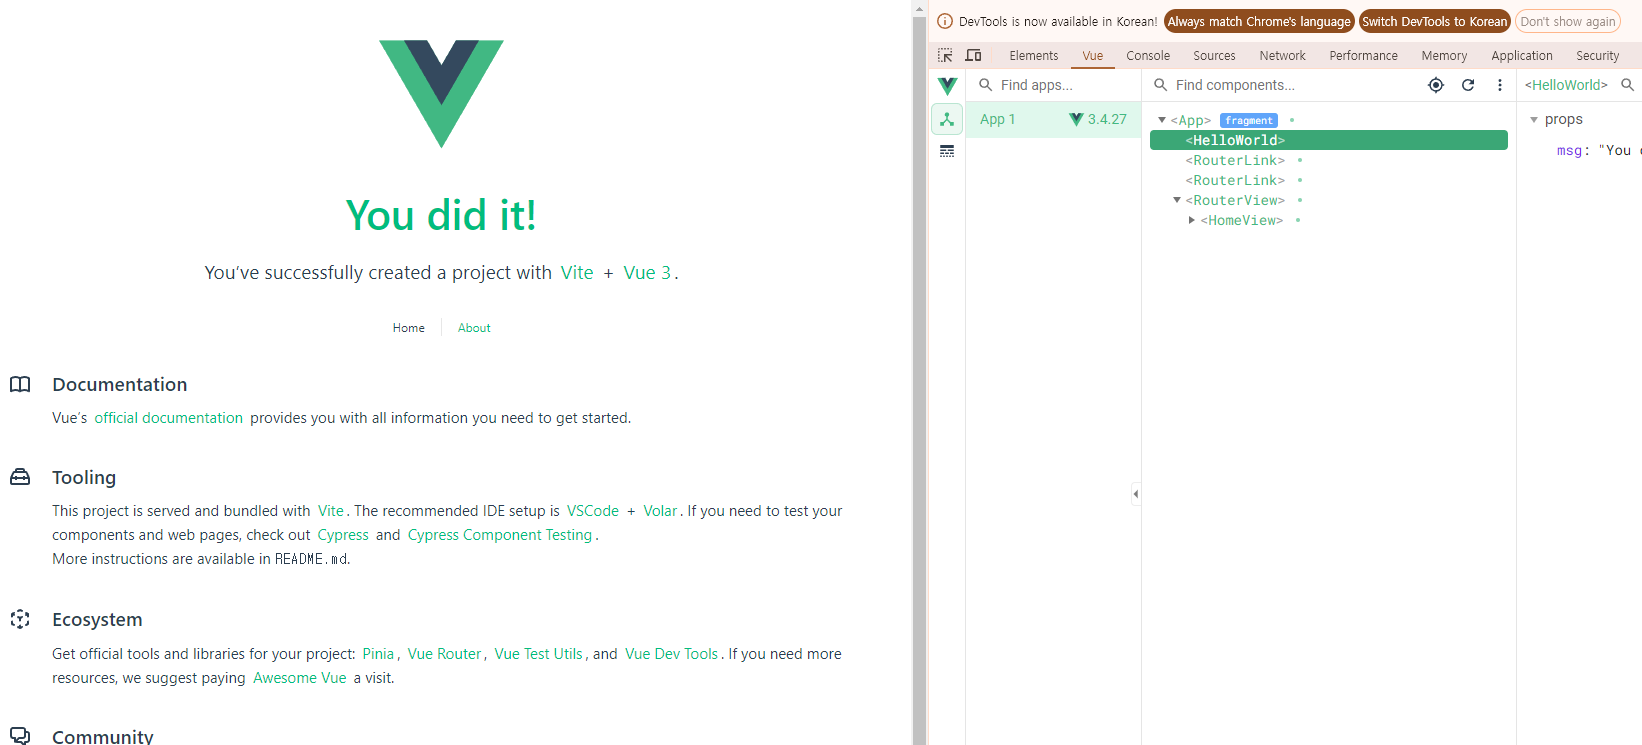 You did it!
You've successfully created a project with Vite + Vue 3.
Home
About
Documentation
Vue's official documentation provides you with all information you need to get started.
Tooling
This project is served and bundled with Vite. The recommended IDE setup is VSCode + Volar. If you need to test your
components and web pages, check out Cypress and Cypress Component Testing.
More instructions are available in README.md.
Ecosystem
Get official tools and libraries for your project: Pinia, Vue Router, Vue Test Utils, and Vue Dev Tools. If you need more
resources, we suggest paying Awesome Vue a visit.
Community
DevTools is now available in Korean! Always match Chrome's language Switch DevTools to Korean Don't show again
Elements Vue Console Sources Network Performance Memory Application Security
Find apps...
App 1 3.4.27
Find components...
<App> fragment
<HelloWorld>
<RouterLink>
<RouterLink>
<RouterView>
<HomeView>
<HelloWorld>
props
msg: "You